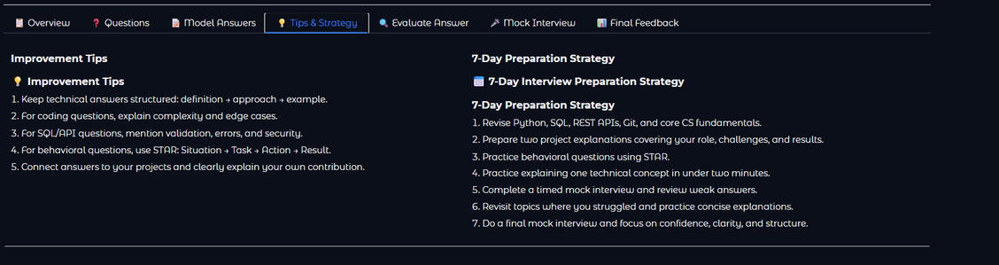 Overview
Questions
Model Answers
Tips & Strategy
Evaluate Answer
Mock Interview
Final Feedback
Improvement Tips
Improvement Tips
1. Keep technical answers structured: definition → approach → example.
2. For coding questions, explain complexity and edge cases.
3. For SQL/API questions, mention validation, errors, and security.
4. For behavioral questions, use STAR: Situation → Task → Action → Result.
5. Connect answers to your projects and clearly explain your own contribution.
7-Day Preparation Strategy
7-Day Interview Preparation Strategy
7-Day Preparation Strategy
1. Revise Python, SQL, REST APIs, Git, and core CS fundamentals.
2. Prepare two project explanations covering your role, challenges, and results.
3. Practice behavioral questions using STAR.
4. Practice explaining one technical concept in under two minutes.
5. Complete a timed mock interview and review weak answers.
6. Revisit topics where you struggled and practice concise explanations.
7. Do a final mock interview and focus on confidence, clarity, and structure.